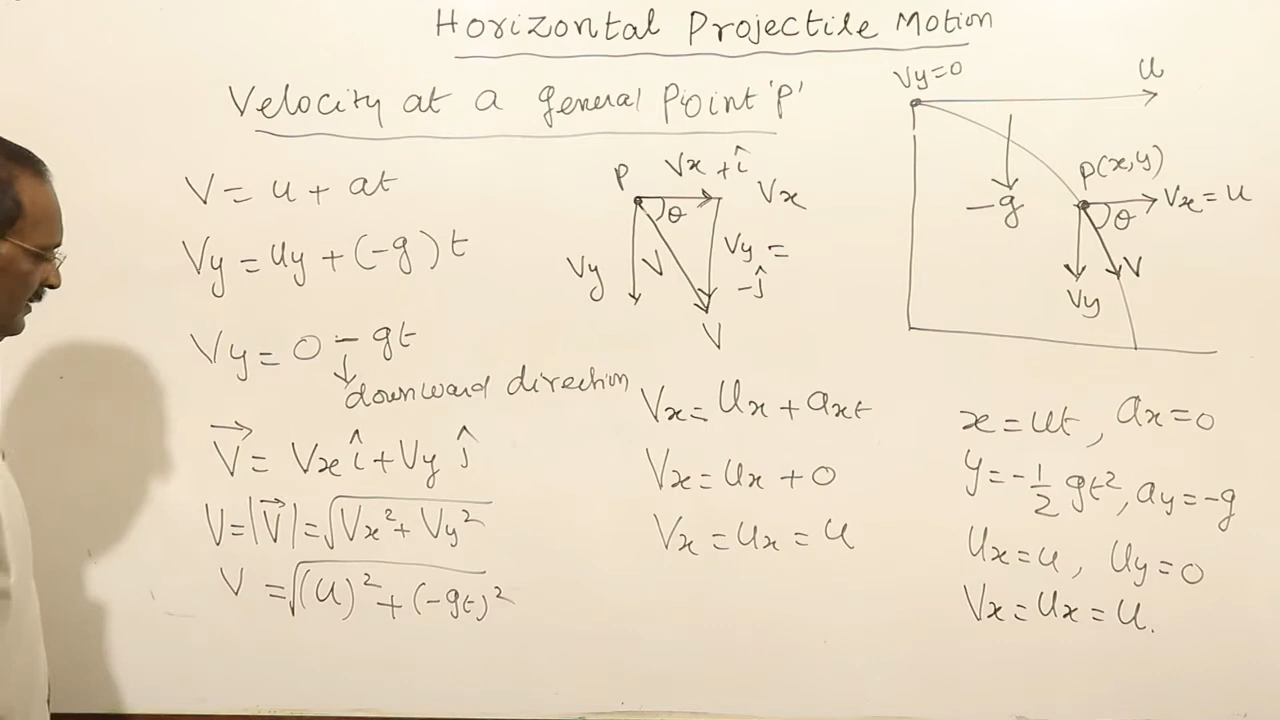 Horizontal Projectile Motion
Velocity at a general Point 'P'
V = u + at
Vy = uy + (-g) t
Vy = 0 - gt
↓ downward direction
V⃗ = Vx î + Vy ĵ
V = |V⃗| = √(Vx² + Vy²)
V = √((u)² + (-gt)²)
P
Vx + î
Vx
θ
Vy
V
Vy =
-ĵ
V
Vx = Ux + axt
Vx = Ux + 0
Vx = Ux = U
Vy=0
u
-g
P(x,y)
Vx = u
θ
V
Vy
x = ut, ax = 0
y = -1/2 gt², ay = -g
Ux = u, Uy = 0
Vx = Ux = U.